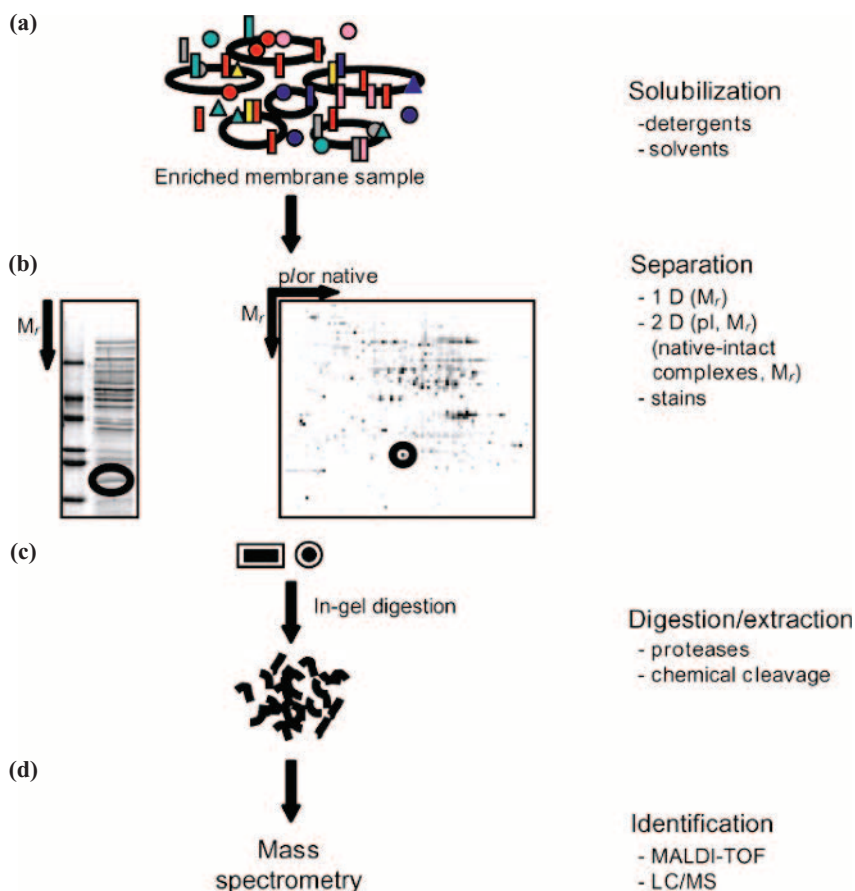 (a)
Solubilization
-detergents
- solvents
Enriched membrane sample
(b)
p/or native
M𝑟
M𝑟
Separation
- 1 D (M𝑟)
- 2 D (pI, M𝑟)
(native-intact
complexes, M𝑟)
- stains
(c)
In-gel digestion
Digestion/extraction
- proteases
- chemical cleavage
(d)
Mass
spectrometry
Identification
- MALDI-TOF
- LC/MS